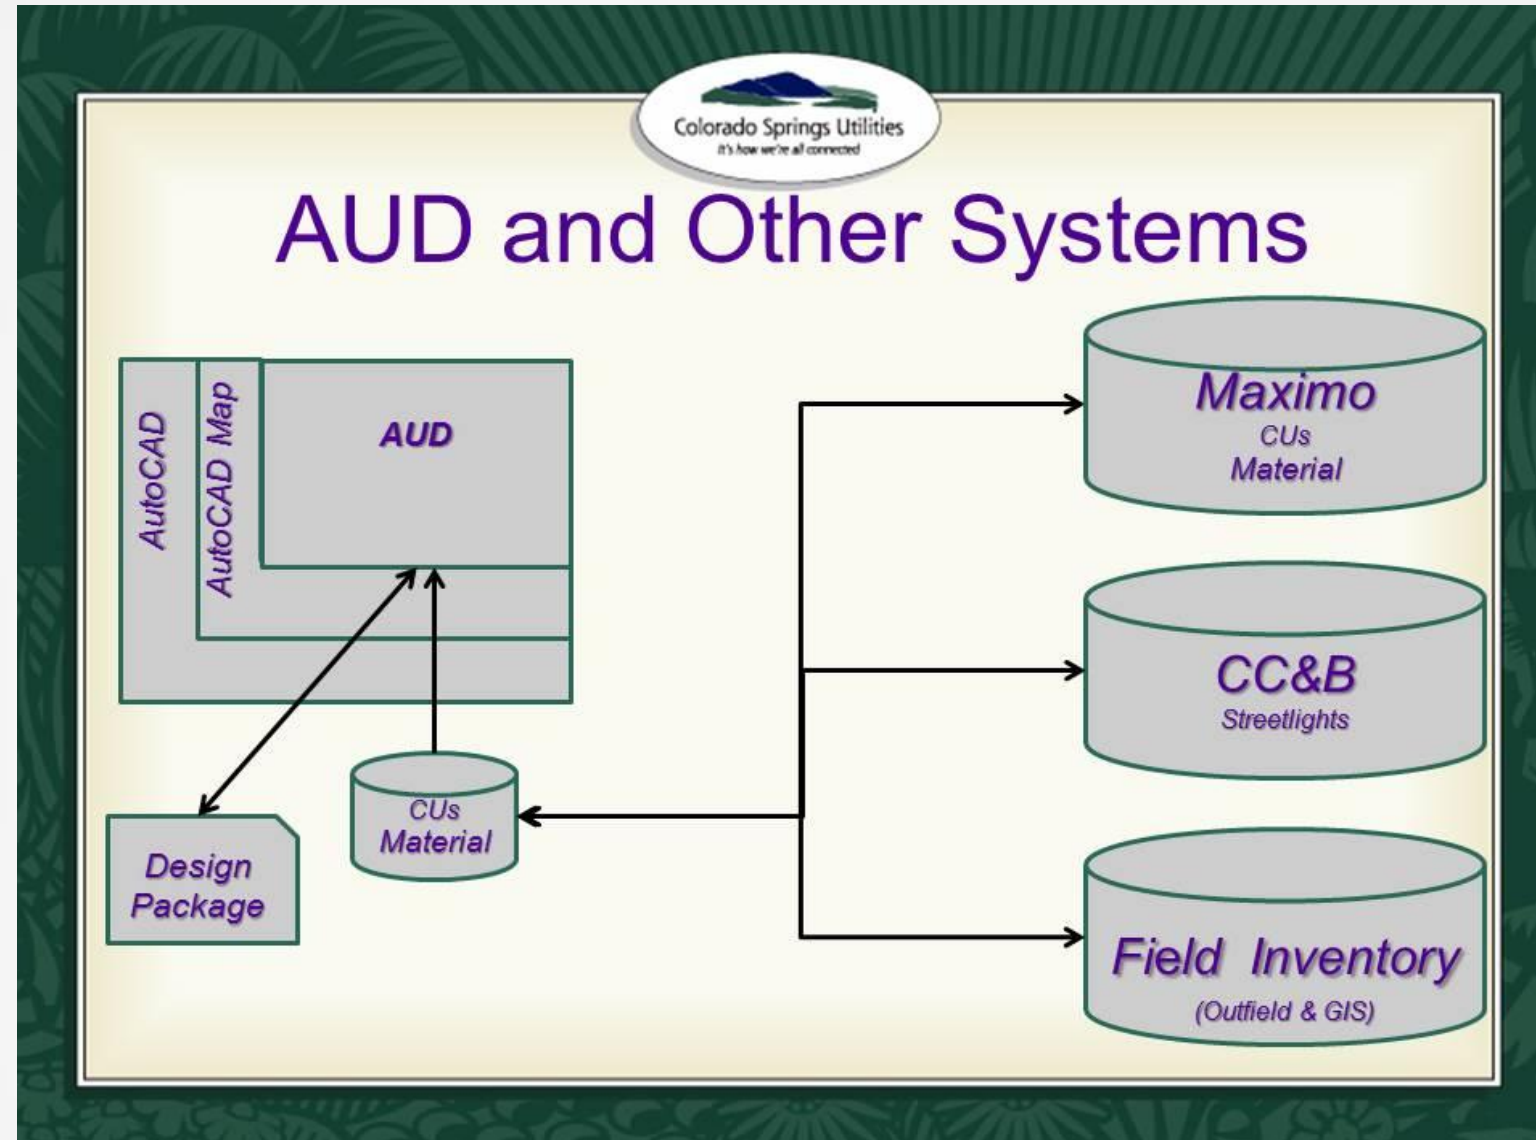 Colorado Springs Utilities
It's how we're all connected
AUD and Other Systems
AutoCAD
AutoCAD Map
AUD
Design
Package
CUs
Material
Maximo
CUs
Material
CC&B
Streetlights
Field Inventory
(Outfield & GIS)